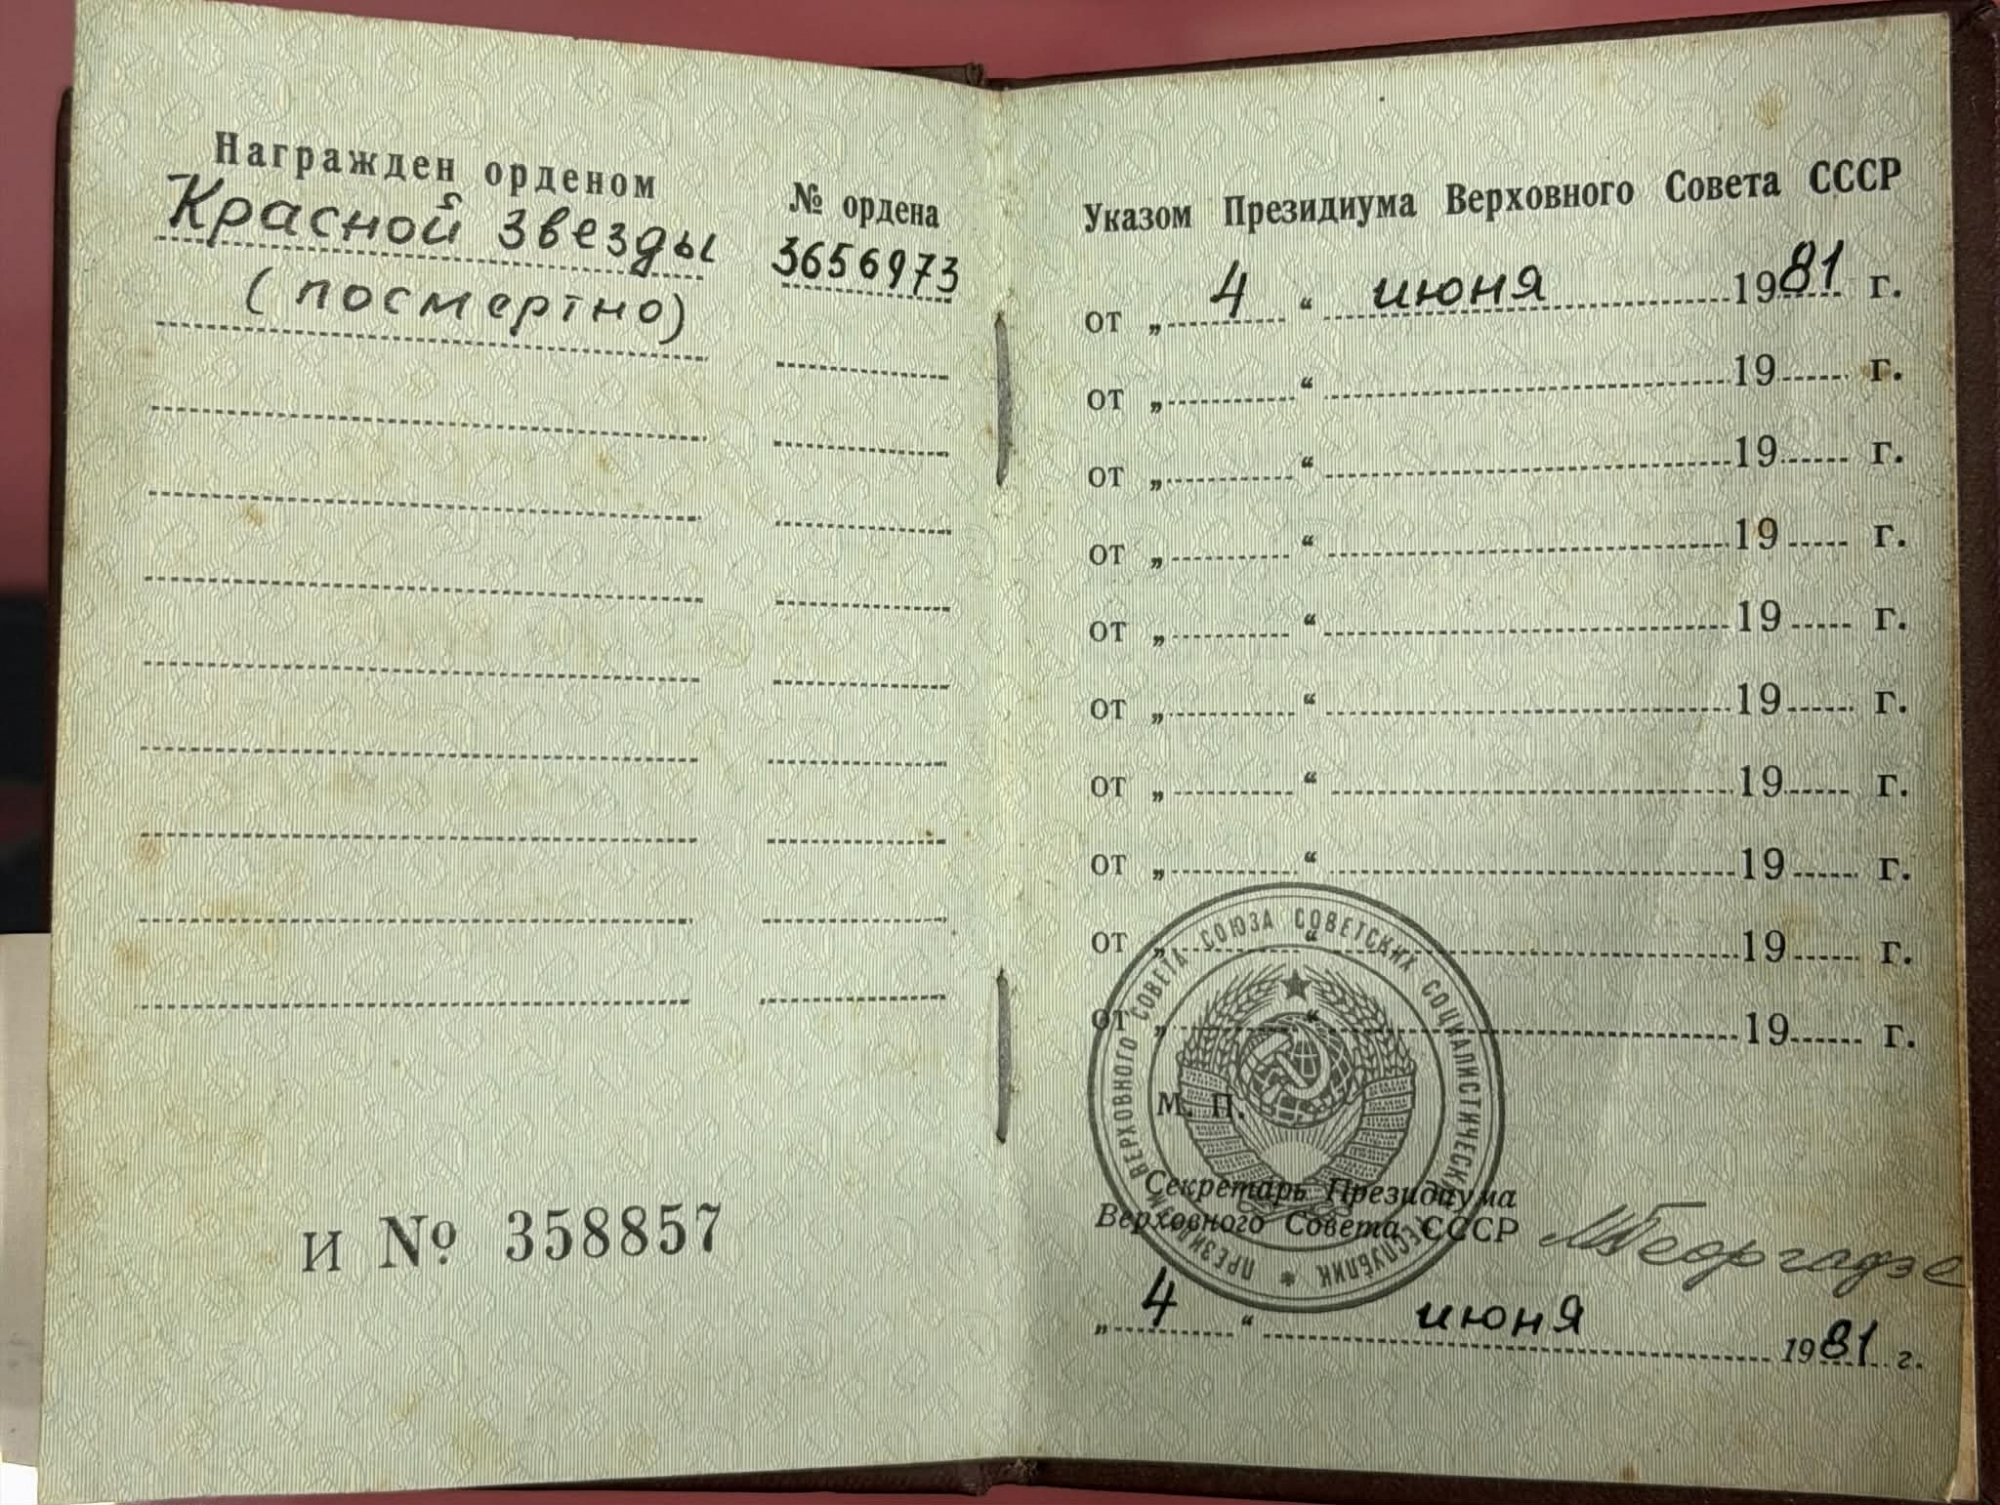 Награжден орденом
Красной звезды
(посмертно)
№ ордена
3656973
И № 358857
Указом Президиума Верховного Совета СССР
от „ 4 “ июня 1981 г.
от „ “ 19 г.
от „ “ 19 г.
от „ “ 19 г.
от „ “ 19 г.
от „ “ 19 г.
от „ “ 19 г.
от „ “ 19 г.
от „ “ 19 г.
от „ “ 19 г.
ПРЕЗИДИУМ ВЕРХОВНОГО СОВЕТА СОЮЗА СОВЕТСКИХ СОЦИАЛИСТИЧЕСКИХ РЕСПУБЛИК *
М. П.
Секретарь Президиума
Верховного Совета СССР
МГеоргадзе
„ 4 “ июня 1981 г.